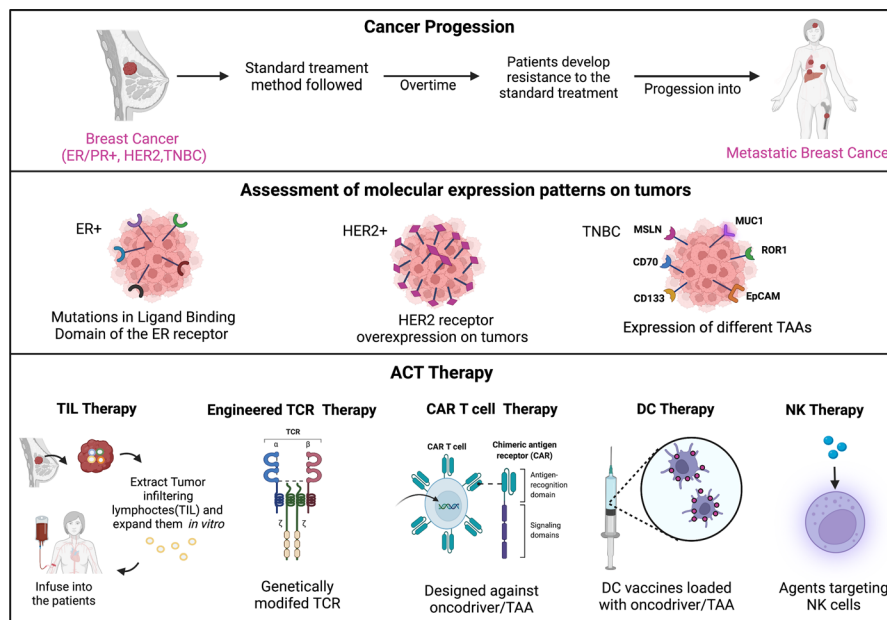 Cancer Progession
Breast Cancer
(ER/PR+, HER2,TNBC)
Standard treament
method followed
Overtime
Patients develop
resistance to the
standard treatment
Progession into
Metastatic Breast Cancer
Assessment of molecular expression patterns on tumors
ER+
Mutations in Ligand Binding
Domain of the ER receptor
HER2+
HER2 receptor
overexpression on tumors
TNBC
MSLN
MUC1
CD70
ROR1
CD133
EpCAM
Expression of different TAAs
ACT Therapy
TIL Therapy
Extract Tumor
infiltering
lymphoctes(TIL) and
expand them in vitro
Infuse into
the patients
Engineered TCR Therapy
TCR
α β
ζ ζ
Genetically
modifed TCR
CAR T cell Therapy
CAR T cell
Chimeric antigen
receptor (CAR)
Antigen-
recognition
domain
Signaling
domains
Designed against
oncodriver/TAA
DC Therapy
DC vaccines loaded
with oncodriver/TAA
NK Therapy
Agents targeting
NK cells